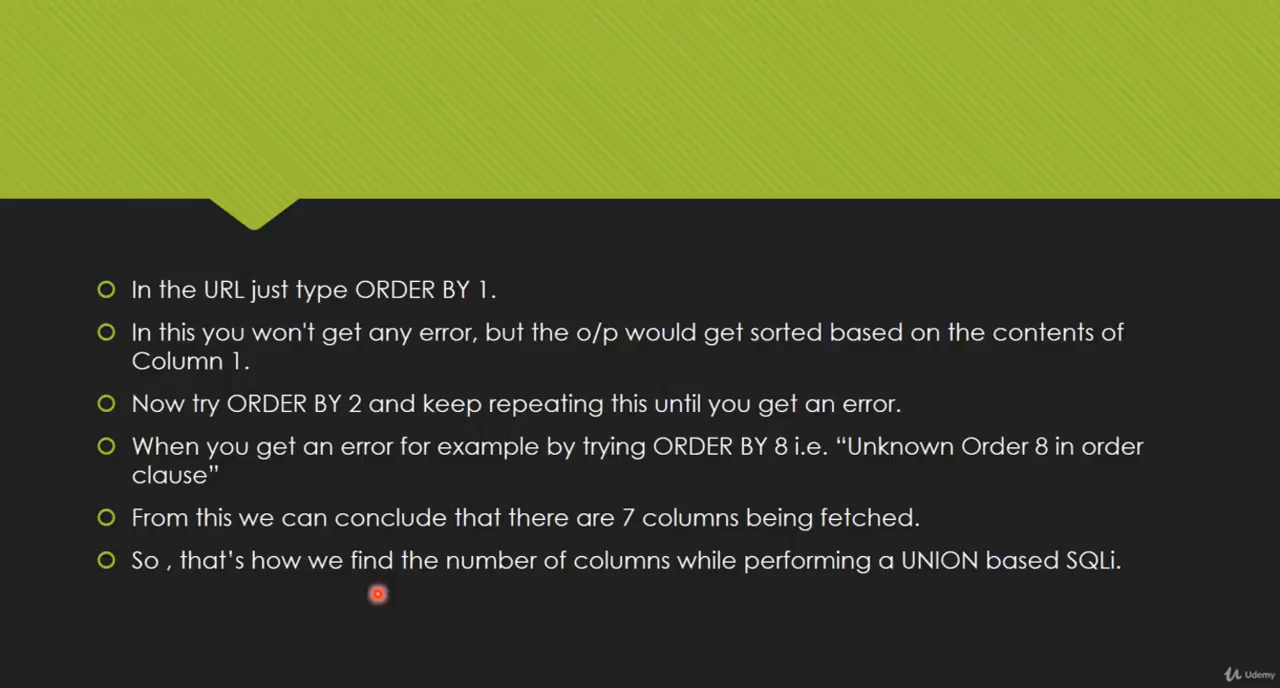 In the URL just type ORDER BY 1.
In this you won't get any error, but the o/p would get sorted based on the contents of
Column 1.
Now try ORDER BY 2 and keep repeating this until you get an error.
When you get an error for example by trying ORDER BY 8 i.e. “Unknown Order 8 in order
clause”
From this we can conclude that there are 7 columns being fetched.
So , that’s how we find the number of columns while performing a UNION based SQLi.
Udemy